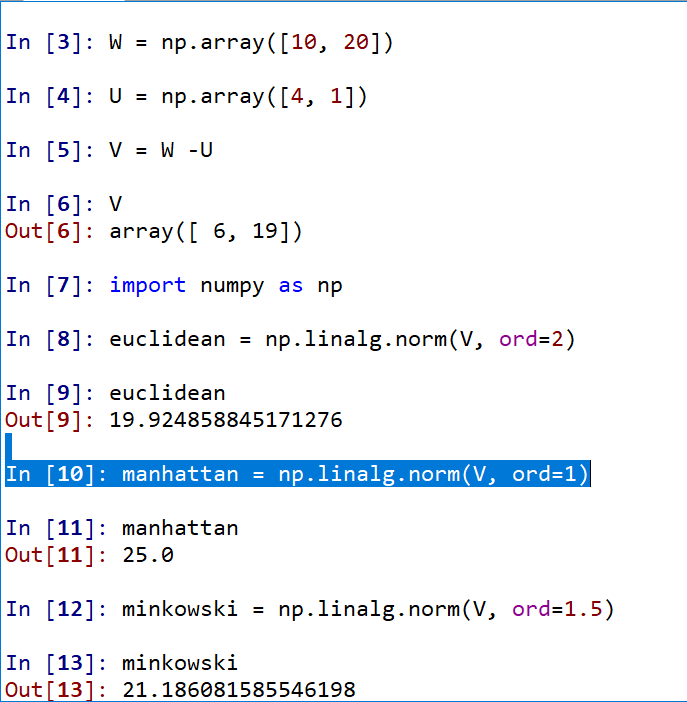 In [3]: W = np.array([10, 20])
In [4]: U = np.array([4, 1])
In [5]: V = W -U
In [6]: V
Out[6]: array([ 6, 19])
In [7]: import numpy as np
In [8]: euclidean = np.linalg.norm(V, ord=2)
In [9]: euclidean
Out[9]: 19.924858845171276
In [10]: manhattan = np.linalg.norm(V, ord=1)
In [11]: manhattan
Out[11]: 25.0
In [12]: minkowski = np.linalg.norm(V, ord=1.5)
In [13]: minkowski
Out[13]: 21.186081585546198